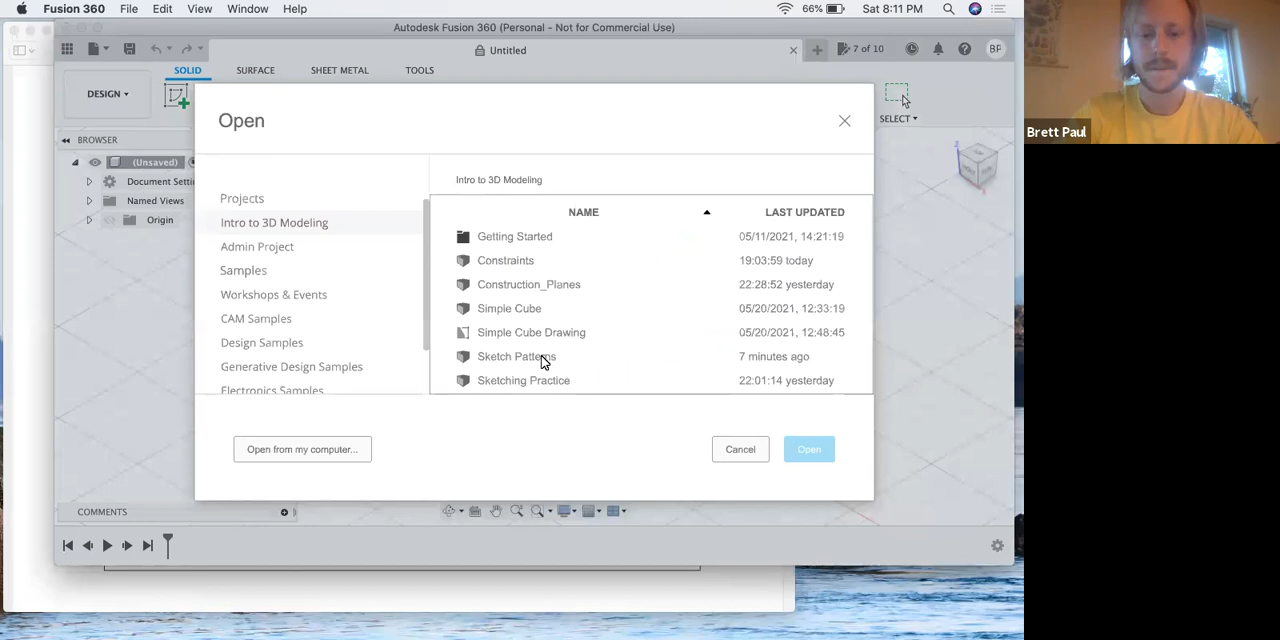 Fusion 360 File Edit View Window Help 66% Sat 8:11 PM
Autodesk Fusion 360 (Personal - Not for Commercial Use)
Untitled 7 of 10 BP
SOLID SURFACE SHEET METAL TOOLS
DESIGN SELECT
Open
BROWSER
(Unsaved)
Document Setti
Named Views
Origin
Projects
Intro to 3D Modeling
Admin Project
Samples
Workshops & Events
CAM Samples
Design Samples
Generative Design Samples
Electronics Samples
Intro to 3D Modeling
NAME LAST UPDATED
Getting Started 05/11/2021, 14:21:19
Constraints 19:03:59 today
Construction_Planes 22:28:52 yesterday
Simple Cube 05/20/2021, 12:33:19
Simple Cube Drawing 05/20/2021, 12:48:45
Sketch Patterns 7 minutes ago
Sketching Practice 22:01:14 yesterday
Open from my computer... Cancel Open
COMMENTS
Brett Paul